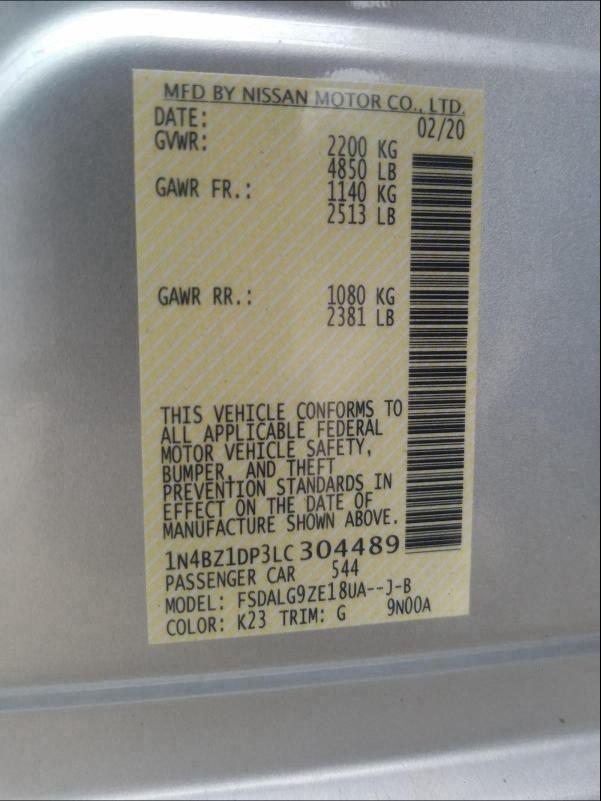 MFD BY NISSAN MOTOR CO., LTD.
DATE: 02/20
GVWR: 2200 KG
4850 LB
GAWR FR.: 1140 KG
2513 LB
GAWR RR.: 1080 KG
2381 LB
THIS VEHICLE CONFORMS TO
ALL APPLICABLE FEDERAL
MOTOR VEHICLE SAFETY,
BUMPER, AND THEFT
PREVENTION STANDARDS IN
EFFECT ON THE DATE OF
MANUFACTURE SHOWN ABOVE.
1N4BZ1DP3LC304489
PASSENGER CAR 544
MODEL: FSDALG9ZE18UA--J-B
COLOR: K23 TRIM: G 9N00A